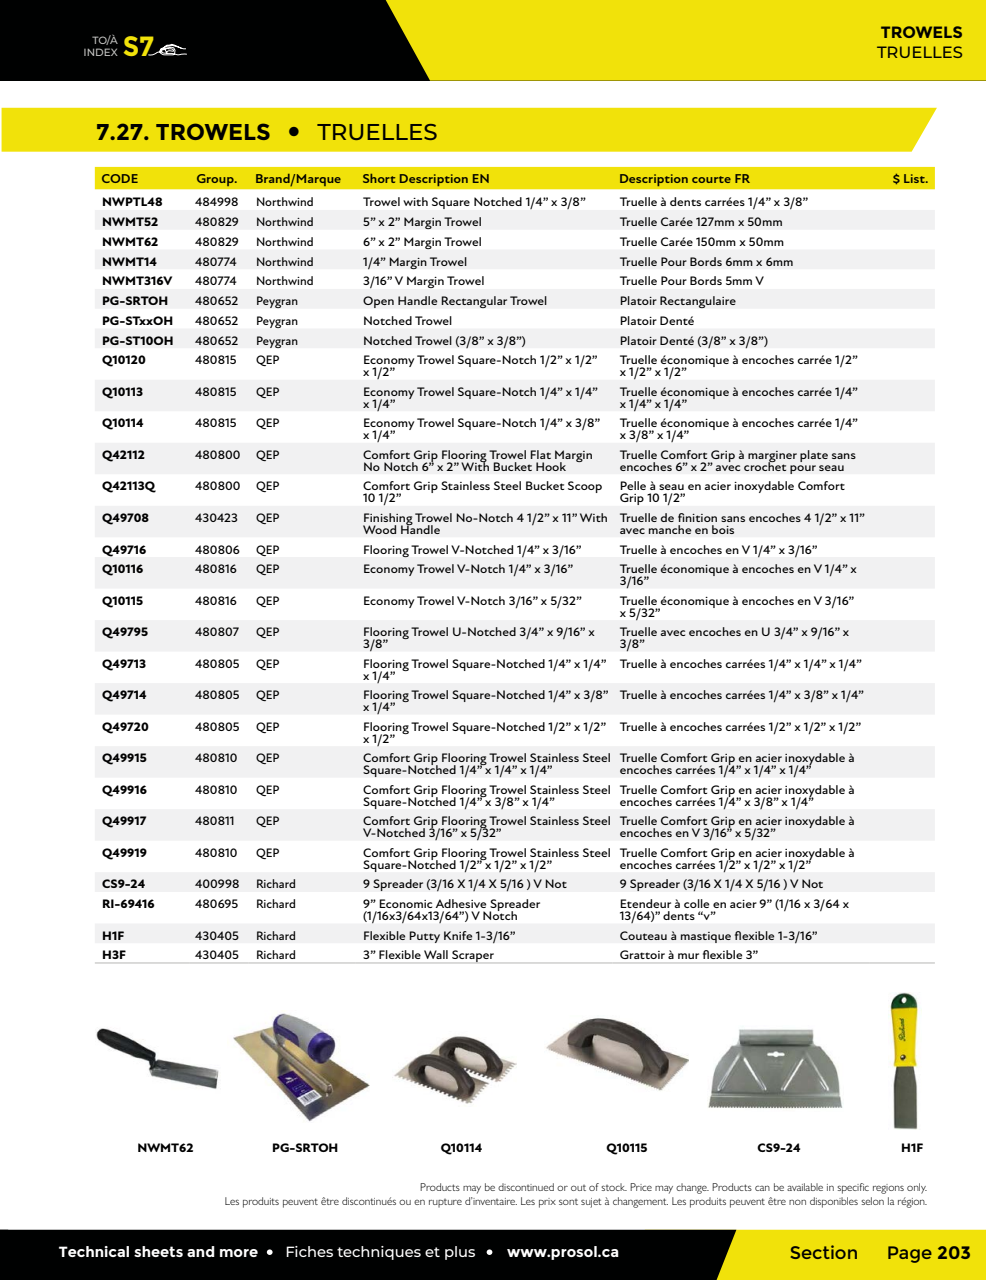 TO/À
INDEX S7
TROWELS
TRUELLES
7.27. TROWELS • TRUELLES
CODE Group. Brand/Marque Short Description EN Description courte FR $ List.
NWPTL48 484998 Northwind Trowel with Square Notched 1/4” x 3/8” Truelle à dents carrées 1/4” x 3/8”
NWMT52 480829 Northwind 5” x 2” Margin Trowel Truelle Carée 127mm x 50mm
NWMT62 480829 Northwind 6” x 2” Margin Trowel Truelle Carée 150mm x 50mm
NWMT14 480774 Northwind 1/4” Margin Trowel Truelle Pour Bords 6mm x 6mm
NWMT316V 480774 Northwind 3/16” V Margin Trowel Truelle Pour Bords 5mm V
PG-SRTOH 480652 Peygran Open Handle Rectangular Trowel Platoir Rectangulaire
PG-STxxOH 480652 Peygran Notched Trowel Platoir Denté
PG-ST10OH 480652 Peygran Notched Trowel (3/8” x 3/8”) Platoir Denté (3/8” x 3/8”)
Q10120 480815 QEP Economy Trowel Square-Notch 1/2” x 1/2” Truelle économique à encoches carrée 1/2”
x 1/2” x 1/2” x 1/2”
Q10113 480815 QEP Economy Trowel Square-Notch 1/4” x 1/4” Truelle économique à encoches carrée 1/4”
x 1/4” x 1/4” x 1/4”
Q10114 480815 QEP Economy Trowel Square-Notch 1/4” x 3/8” Truelle économique à encoches carrée 1/4”
x 1/4” x 3/8” x 1/4”
Q42112 480800 QEP Comfort Grip Flooring Trowel Flat Margin Truelle Comfort Grip à marginer plate sans
No Notch 6” x 2” With Bucket Hook encoches 6” x 2” avec crochet pour seau
Q42113Q 480800 QEP Comfort Grip Stainless Steel Bucket Scoop Pelle à seau en acier inoxydable Comfort
10 1/2” Grip 10 1/2”
Q49708 430423 QEP Finishing Trowel No-Notch 4 1/2” x 11” With Truelle de finition sans encoches 4 1/2” x 11”
Wood Handle avec manche en bois
Q49716 480806 QEP Flooring Trowel V-Notched 1/4” x 3/16” Truelle à encoches en V 1/4” x 3/16”
Q10116 480816 QEP Economy Trowel V-Notch 1/4” x 3/16” Truelle économique à encoches en V 1/4” x
3/16”
Q10115 480816 QEP Economy Trowel V-Notch 3/16” x 5/32” Truelle économique à encoches en V 3/16”
x 5/32”
Q49795 480807 QEP Flooring Trowel U-Notched 3/4” x 9/16” x Truelle avec encoches en U 3/4” x 9/16” x
3/8” 3/8”
Q49713 480805 QEP Flooring Trowel Square-Notched 1/4” x 1/4” Truelle à encoches carrées 1/4” x 1/4” x 1/4”
x 1/4”
Q49714 480805 QEP Flooring Trowel Square-Notched 1/4” x 3/8” Truelle à encoches carrées 1/4” x 3/8” x 1/4”
x 1/4”
Q49720 480805 QEP Flooring Trowel Square-Notched 1/2” x 1/2” Truelle à encoches carrées 1/2” x 1/2” x 1/2”
x 1/2”
Q49915 480810 QEP Comfort Grip Flooring Trowel Stainless Steel Truelle Comfort Grip en acier inoxydable à
Square-Notched 1/4” x 1/4” x 1/4” encoches carrées 1/4” x 1/4” x 1/4”
Q49916 480810 QEP Comfort Grip Flooring Trowel Stainless Steel Truelle Comfort Grip en acier inoxydable à
Square-Notched 1/4” x 3/8” x 1/4” encoches carrées 1/4” x 3/8” x 1/4”
Q49917 480811 QEP Comfort Grip Flooring Trowel Stainless Steel Truelle Comfort Grip en acier inoxydable à
V-Notched 3/16” x 5/32” encoches en V 3/16” x 5/32”
Q49919 480810 QEP Comfort Grip Flooring Trowel Stainless Steel Truelle Comfort Grip en acier inoxydable à
Square-Notched 1/2” x 1/2” x 1/2” encoches carrées 1/2” x 1/2” x 1/2”
CS9-24 400998 Richard 9 Spreader (3/16 X 1/4 X 5/16 ) V Not 9 Spreader (3/16 X 1/4 X 5/16 ) V Not
RI-69416 480695 Richard 9” Economic Adhesive Spreader Etendeur à colle en acier 9” (1/16 x 3/64 x
(1/16x3/64x13/64”) V Notch 13/64)” dents “v”
H1F 430405 Richard Flexible Putty Knife 1-3/16” Couteau à mastique flexible 1-3/16”
H3F 430405 Richard 3” Flexible Wall Scraper Grattoir à mur flexible 3”
Richard
NWMT62 PG-SRTOH Q10114 Q10115 CS9-24 H1F
Products may be discontinued or out of stock. Price may change. Products can be available in specific regions only.
Les produits peuvent être discontinués ou en rupture d’inventaire. Les prix sont sujet à changement. Les produits peuvent être non disponibles selon la région.
Technical sheets and more • Fiches techniques et plus • www.prosol.ca
Section Page 203